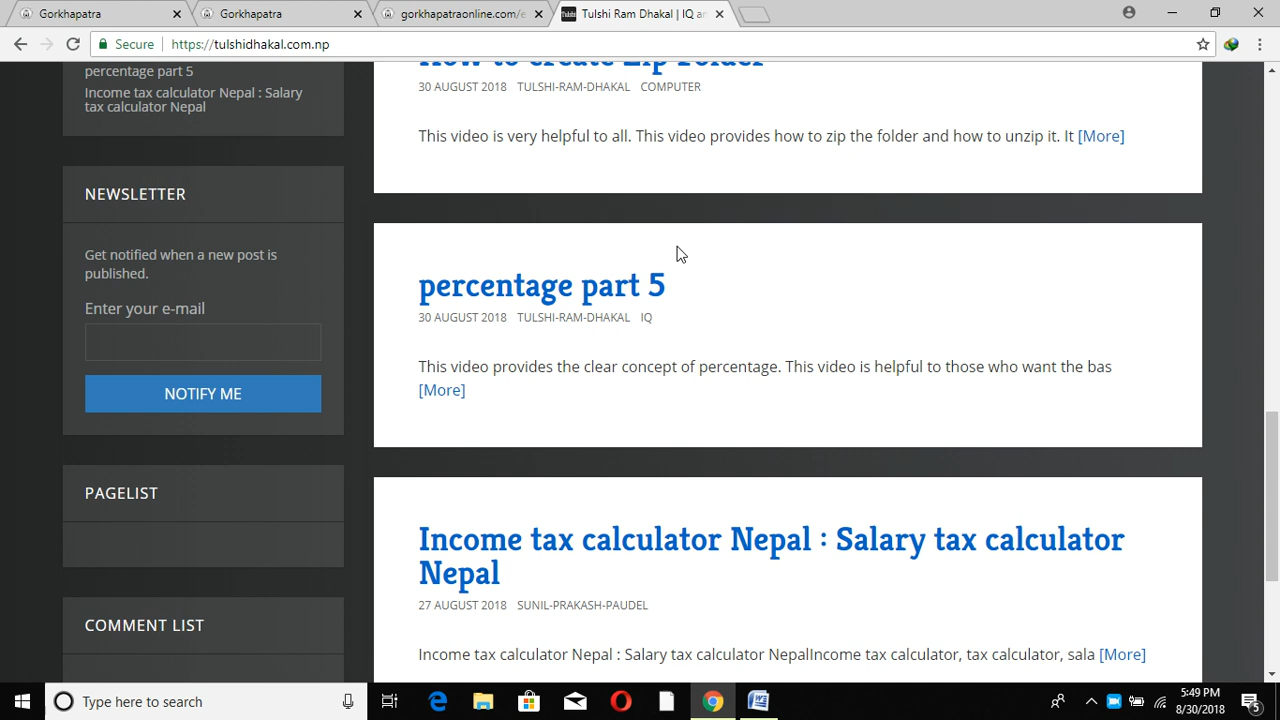 Gorkhapatra
Gorkhapatra
gorkhapatraonline.com/e
Tulshi Ram Dhakal | IQ an
Secure
https://tulshidhakal.com.np
percentage part 5
Income tax calculator Nepal : Salary
tax calculator Nepal
NEWSLETTER
Get notified when a new post is
published.
Enter your e-mail
NOTIFY ME
PAGELIST
COMMENT LIST
How to create Zip Folder
30 AUGUST 2018 TULSHI-RAM-DHAKAL COMPUTER
This video is very helpful to all. This video provides how to zip the folder and how to unzip it. It [More]
percentage part 5
30 AUGUST 2018 TULSHI-RAM-DHAKAL IQ
This video provides the clear concept of percentage. This video is helpful to those who want the bas
[More]
Income tax calculator Nepal : Salary tax calculator
Nepal
27 AUGUST 2018 SUNIL-PRAKASH-PAUDEL
Income tax calculator Nepal : Salary tax calculator NepalIncome tax calculator, tax calculator, sala [More]
Type here to search
5:49 PM
8/30/2018
5